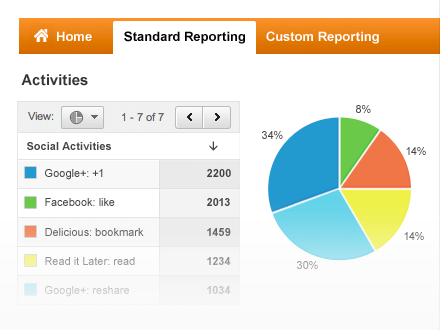 Home Standard Reporting Custom Reporting
Activities
View: 1 - 7 of 7
Social Activities
Google+: +1 2200
Facebook: like 2013
Delicious: bookmark 1459
Read it Later: read 1234
Google+: reshare 1034
8%
34%
14%
14%
30%